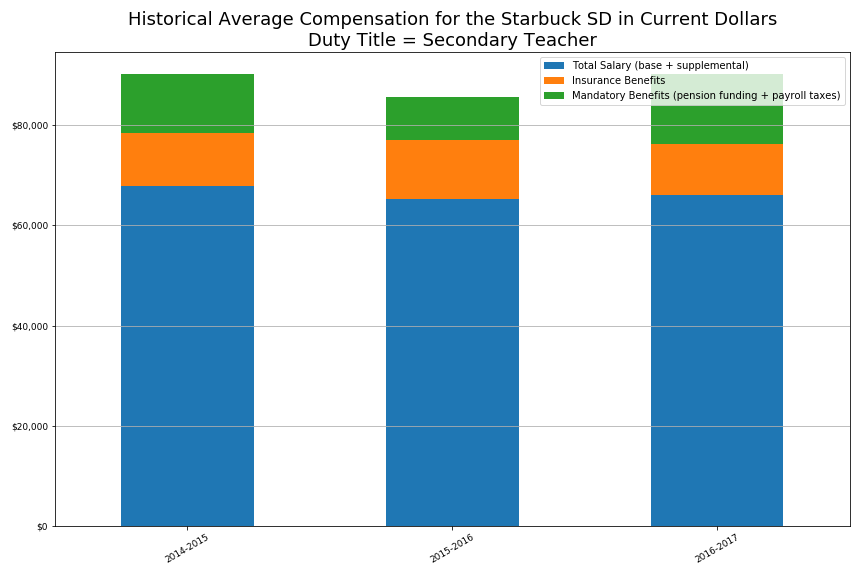 Historical Average Compensation for the Starbuck SD in Current Dollars
Duty Title = Secondary Teacher
Total Salary (base + supplemental)
Insurance Benefits
Mandatory Benefits (pension funding + payroll taxes)
$80,000
$60,000
$40,000
$20,000
$0
2014-2015
2015-2016
2016-2017